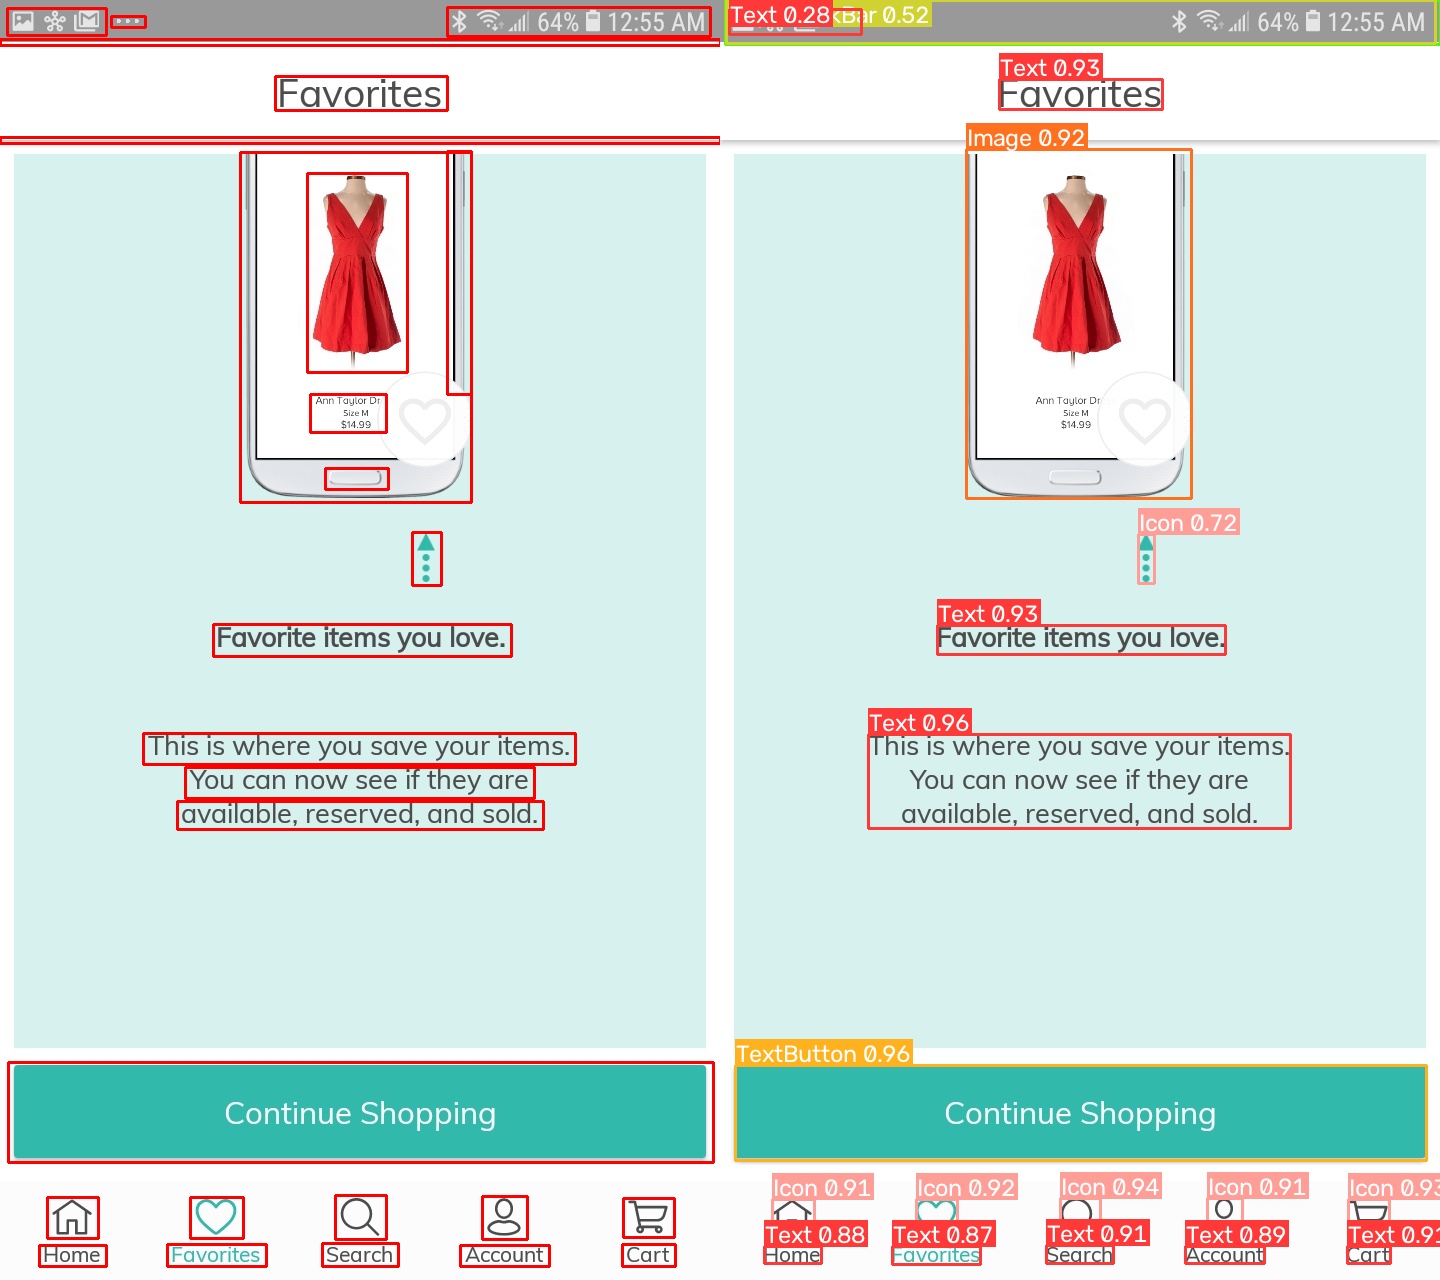 64% 12:55 AM
Favorites
Ann Taylor Dr
Size M
$14.99
Favorite items you love.
This is where you save your items.
You can now see if they are
available, reserved, and sold.
Continue Shopping
Home Favorites Search Account Cart
Text 0.28 kBar 0.52 64% 12:55 AM
Text 0.93
Favorites
Image 0.92
Ann Taylor Dr
Size M
$14.99
Icon 0.72
Text 0.93
Favorite items you love.
Text 0.96
This is where you save your items.
You can now see if they are
available, reserved, and sold.
TextButton 0.96
Continue Shopping
Icon 0.91 Icon 0.92 Icon 0.94 Icon 0.91 Icon 0.93
Text 0.88 Text 0.87 Text 0.91 Text 0.89 Text 0.91
Home Favorites Search Account Cart